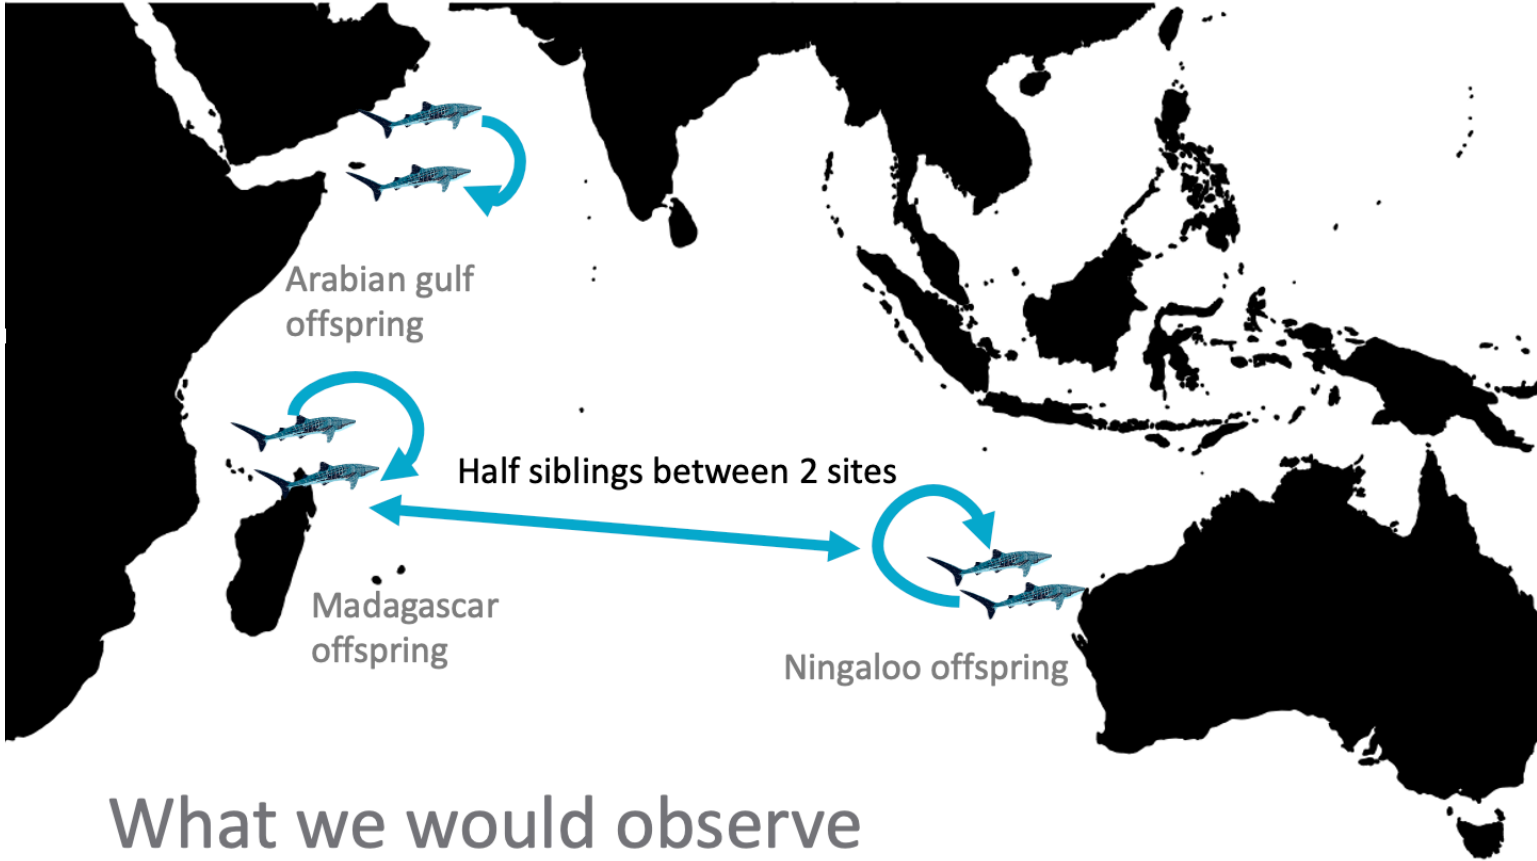 Arabian gulf
offspring
Half siblings between 2 sites
Madagascar
offspring
Ningaloo offspring
What we would observe